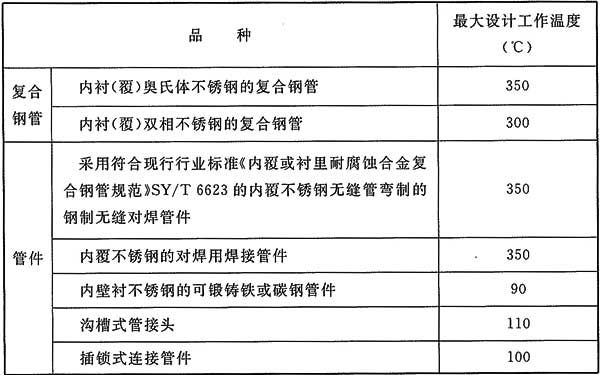 品 种
最大设计工作温度
(℃)
复合
钢管
内衬(覆)奥氏体不锈钢的复合钢管
350
内衬(覆)双相不锈钢的复合钢管
300
管件
采用符合现行行业标准《内覆或衬里耐腐蚀合金复
合钢管规范》SY/T 6623 的内覆不锈钢无缝管弯制的
钢制无缝对焊管件
350
内覆不锈钢的对焊用焊接管件
350
内壁衬不锈钢的可锻铸铁或碳钢管件
90
沟槽式管接头
110
插锁式连接管件
100